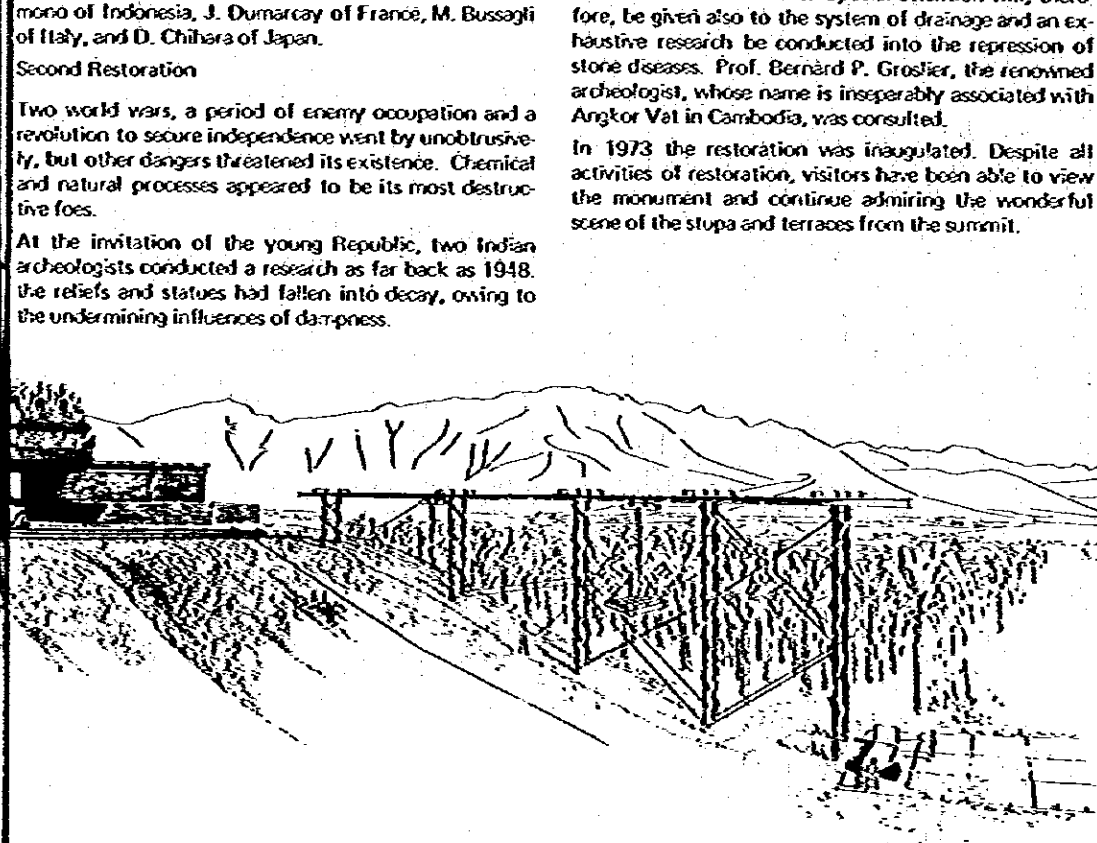 mono of Indonesia, J. Dumarcay of France, M. Bussagli
of Italy, and D. Chihara of Japan.
Second Restoration
Two world wars, a period of enemy occupation and a
revolution to secure independence went by unobtrusive-
ly, but other dangers threatened its existence. Chemical
and natural processes appeared to be its most destruc-
tive foes.
At the invitation of the young Republic, two Indian
archeologists conducted a research as far back as 1948.
the reliefs and statues had fallen into decay, owing to
the undermining influences of dampness.
fore, be given also to the system of drainage and an ex-
haustive research be conducted into the repression of
stone diseases. Prof. Bernard P. Groslier, the renowned
archeologist, whose name is inseparably associated with
Angkor Vat in Cambodia, was consulted.
In 1973 the restoration was inaugulated. Despite all
activities of restoration, visitors have been able to view
the monument and continue admiring the wonderful
scene of the stupa and terraces from the summit.